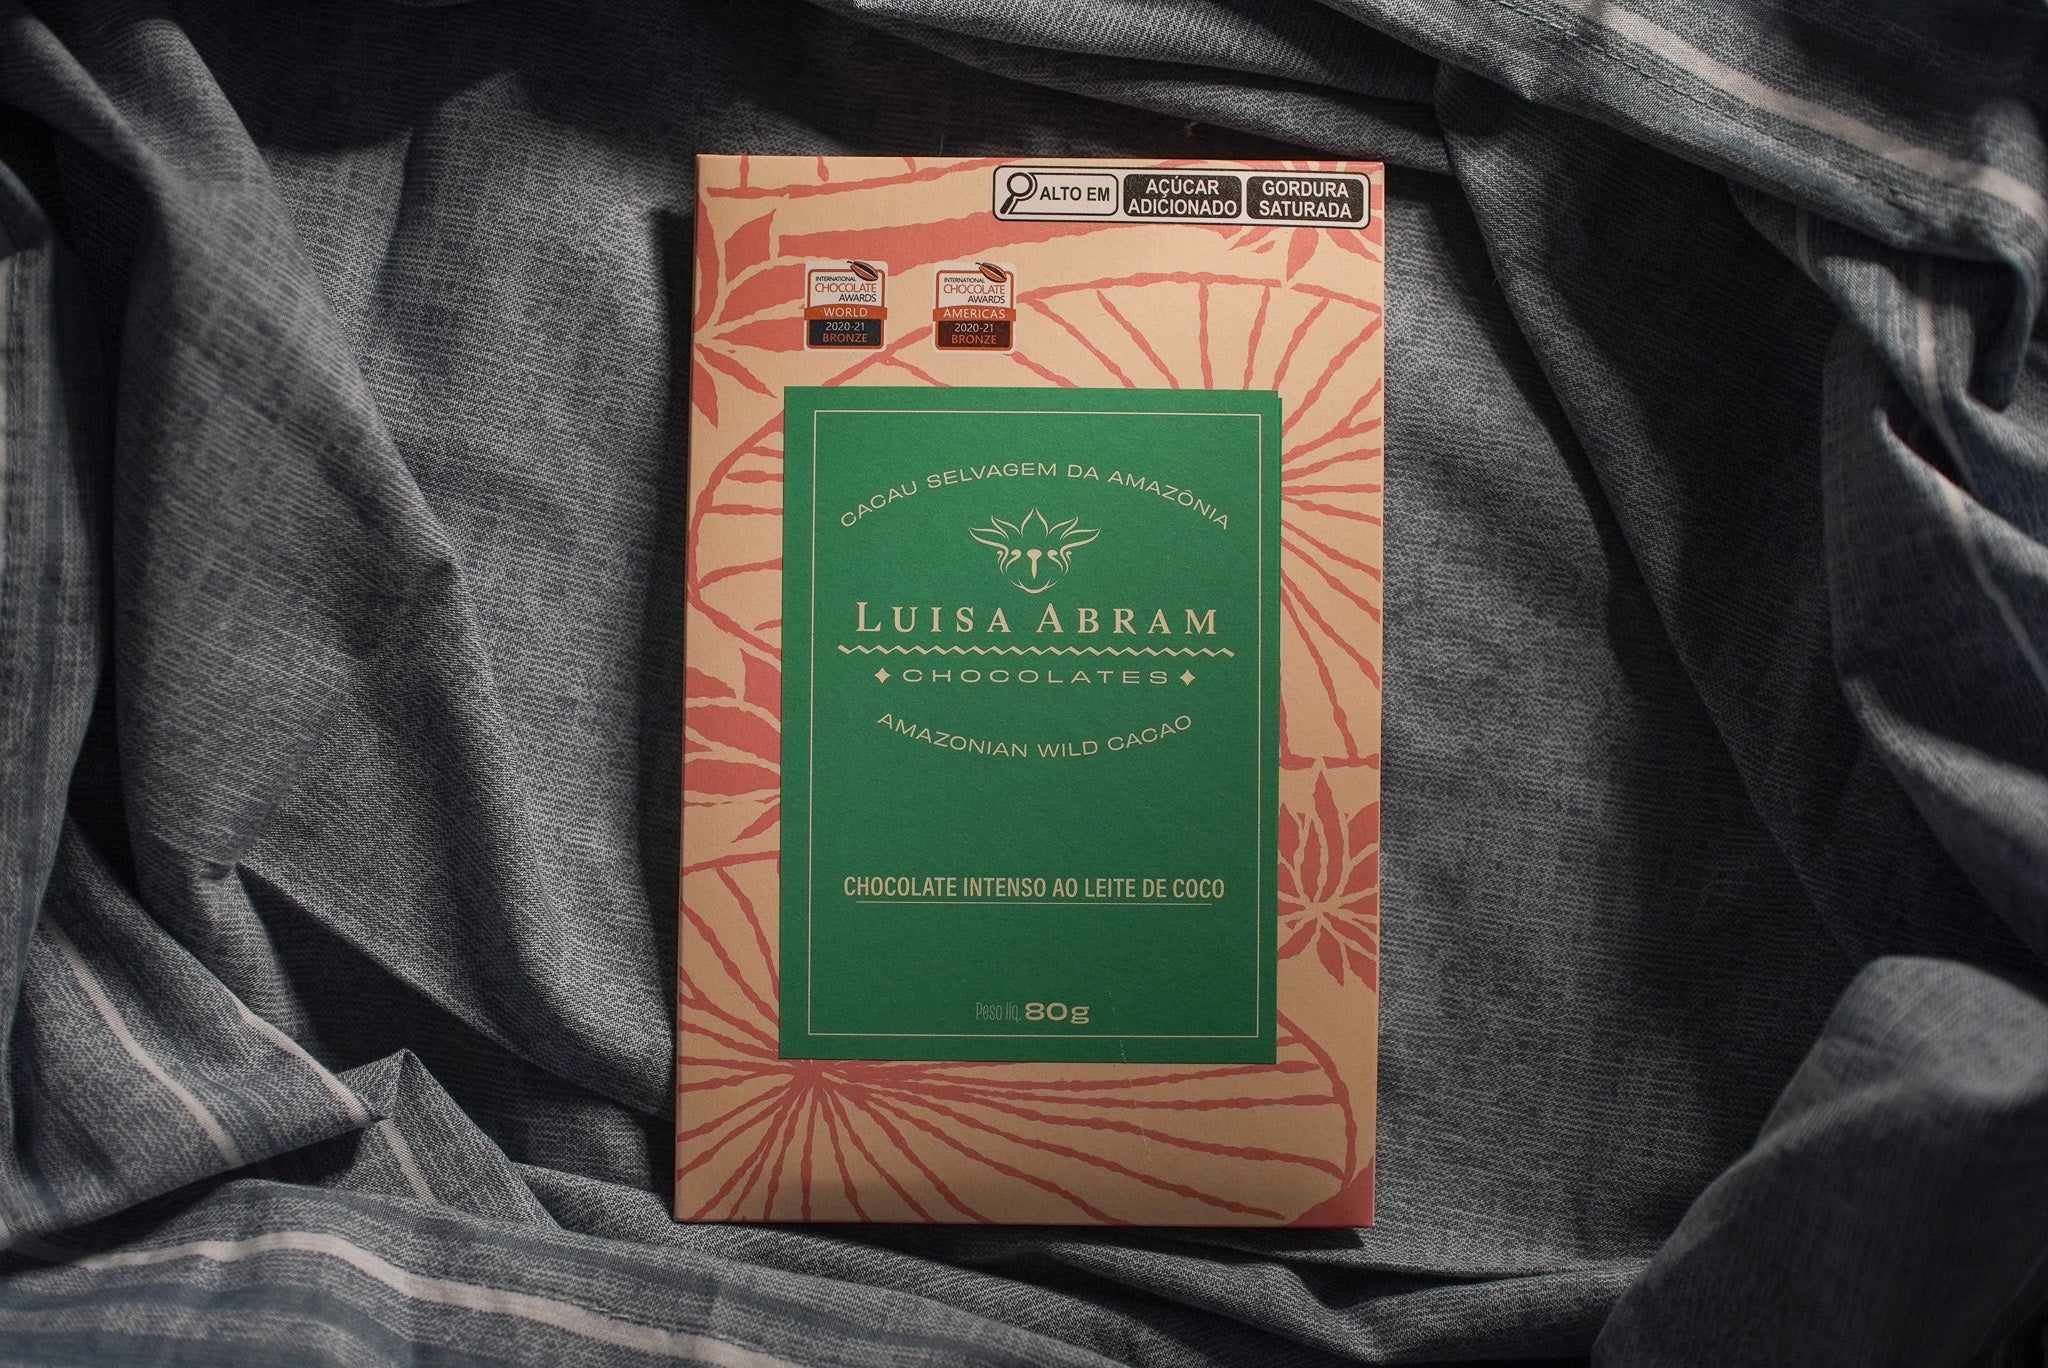 ALTO EM
AÇÚCAR
ADICIONADO
GORDURA
SATURADA
INTERNATIONAL
CHOCOLATE
AWARDS
WORLD
2020-21
BRONZE
INTERNATIONAL
CHOCOLATE
AWARDS
AMERICAS
2020-21
BRONZE
CACAU SELVAGEM DA AMAZÔNIA
LUISA ABRAM
CHOCOLATES
AMAZONIAN WILD CACAO
CHOCOLATE INTENSO AO LEITE DE COCO
Peso líq. 80g